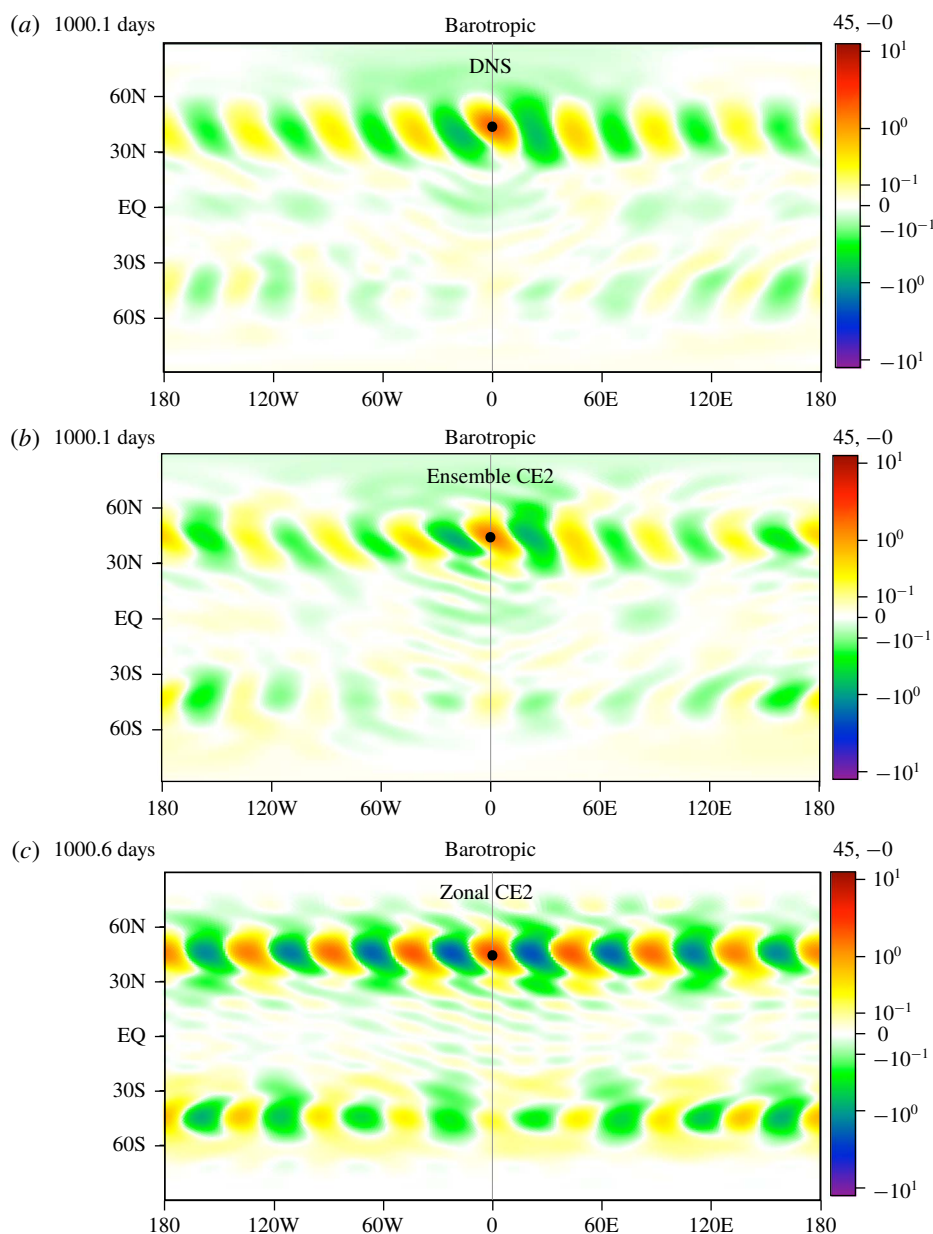 (a) 1000.1 days Barotropic 45, −0
DNS
10¹
60N
10⁰
30N
10⁻¹
EQ 0
−10⁻¹
30S
−10⁰
60S
−10¹
180 120W 60W 0 60E 120E 180
(b) 1000.1 days Barotropic 45, −0
Ensemble CE2
10¹
60N
10⁰
30N
10⁻¹
EQ 0
−10⁻¹
30S
−10⁰
60S
−10¹
180 120W 60W 0 60E 120E 180
(c) 1000.6 days Barotropic 45, −0
Zonal CE2
10¹
60N
10⁰
30N
10⁻¹
EQ 0
−10⁻¹
30S
−10⁰
60S
−10¹
180 120W 60W 0 60E 120E 180